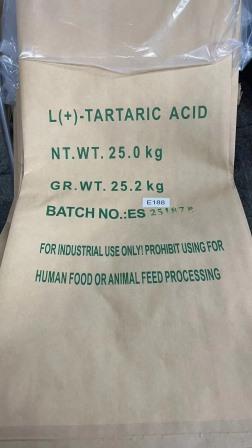 L(+)-TARTARIC ACID
NT.WT. 25.0 kg
GR.WT. 25.2 kg
E188
BATCH NO.:ES
FOR INDUSTRIAL USE ONLY! PROHIBIT USING FOR
HUMAN FOOD OR ANIMAL FEED PROCESSING